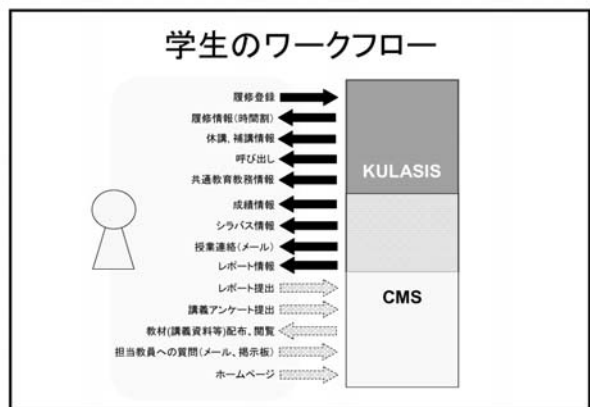 学生のワークフロー
履修登録
履修情報(時間割)
休講、補講情報
呼び出し
共通教育教務情報
成績情報
シラバス情報
授業連絡(メール)
レポート情報
レポート提出
講義アンケート提出
教材(講義資料等)配布、閲覧
担当教員への質問(メール、掲示板)
ホームページ
KULASIS
CMS